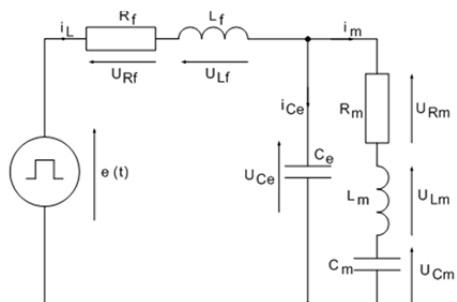 R_f
L_f
i_L
i_m
U_Rf
U_Lf
i_Ce
R_m
U_Rm
C_e
U_Ce
e (t)
L_m
U_Lm
C_m
U_Cm